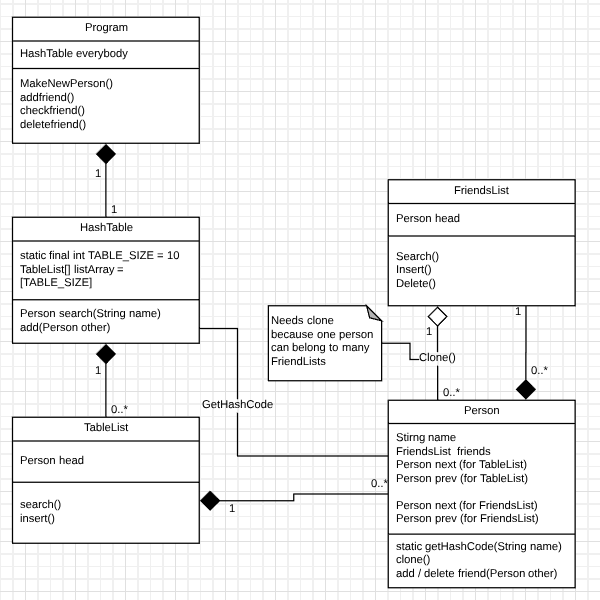 Program
HashTable everybody
MakeNewPerson()
addfriend()
checkfriend()
deletefriend()
1
1
HashTable
static final int TABLE_SIZE = 10
TableList[] listArray =
[TABLE_SIZE]
Person search(String name)
add(Person other)
1
0..*
TableList
Person head
search()
insert()
1
0..*
GetHashCode
Needs clone
because one person
can belong to many
FriendLists
FriendsList
Person head
Search()
Insert()
Delete()
1
1
Clone()
0..*
0..*
Person
Stirng name
FriendsList  friends
Person next (for TableList)
Person prev (for TableList)
Person next (for FriendsList)
Person prev (for FriendsList)
static getHashCode(String name)
clone()
add / delete friend(Person other)